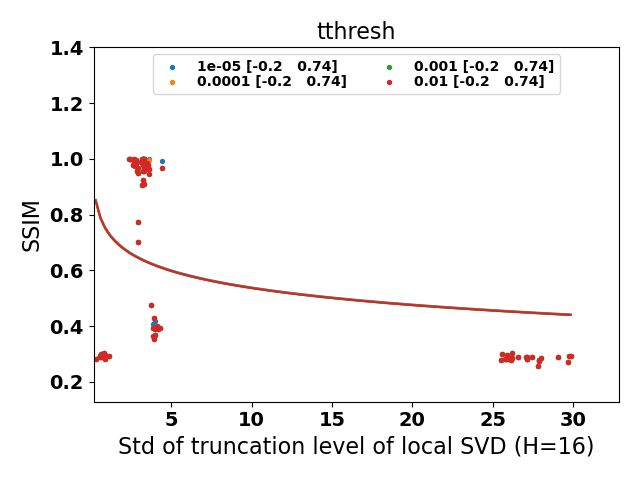 tthresh
1e-05 [-0.2   0.74]
0.0001 [-0.2   0.74]
0.001 [-0.2   0.74]
0.01 [-0.2   0.74]
SSIM
1.4
1.2
1.0
0.8
0.6
0.4
0.2
5 10 15 20 25 30
Std of truncation level of local SVD (H=16)